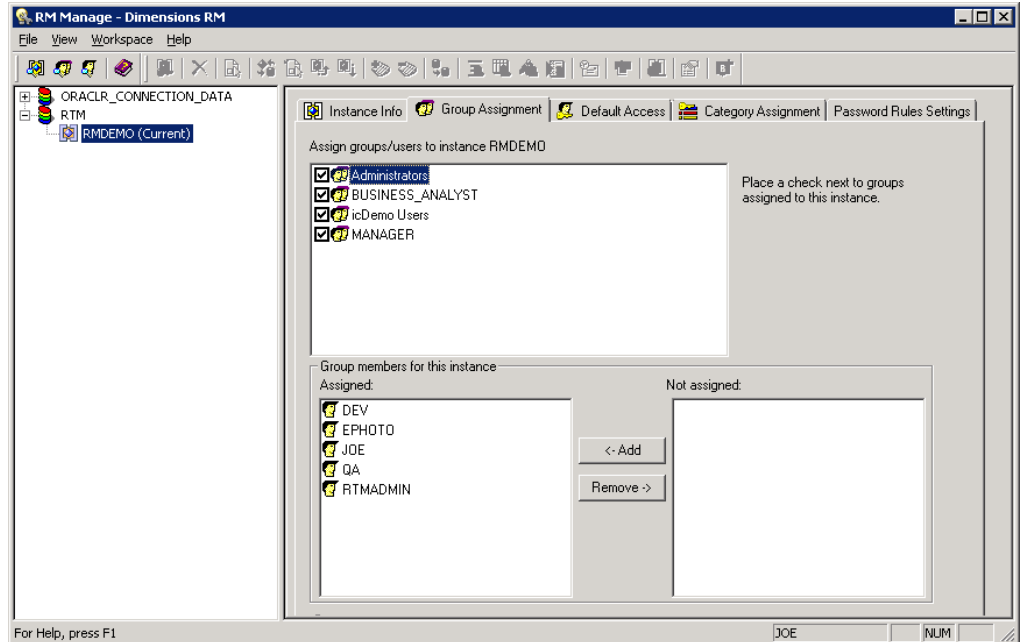 RM Manage - Dimensions RM
File View Workspace Help
ORACLR_CONNECTION_DATA
RTM
RMDEMO (Current)
Instance Info Group Assignment Default Access Category Assignment Password Rules Settings
Assign groups/users to instance RMDEMO
Administrators
BUSINESS_ANALYST
icDemo Users
MANAGER
Place a check next to groups
assigned to this instance.
Group members for this instance
Assigned:
DEV
EPHOTO
JOE
QA
RTMADMIN
<- Add
Remove ->
Not assigned:
For Help, press F1
JOE
NUM